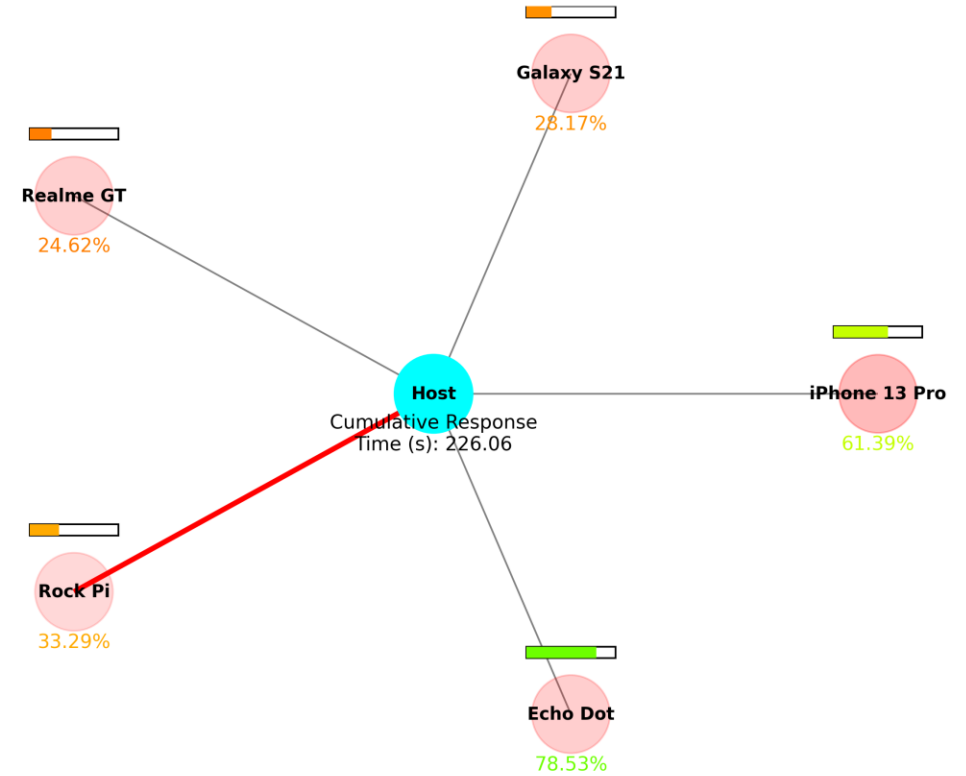 Galaxy S21
28.17%
Realme GT
24.62%
iPhone 13 Pro
61.39%
Host
Cumulative Response
Time (s): 226.06
Rock Pi
33.29%
Echo Dot
78.53%